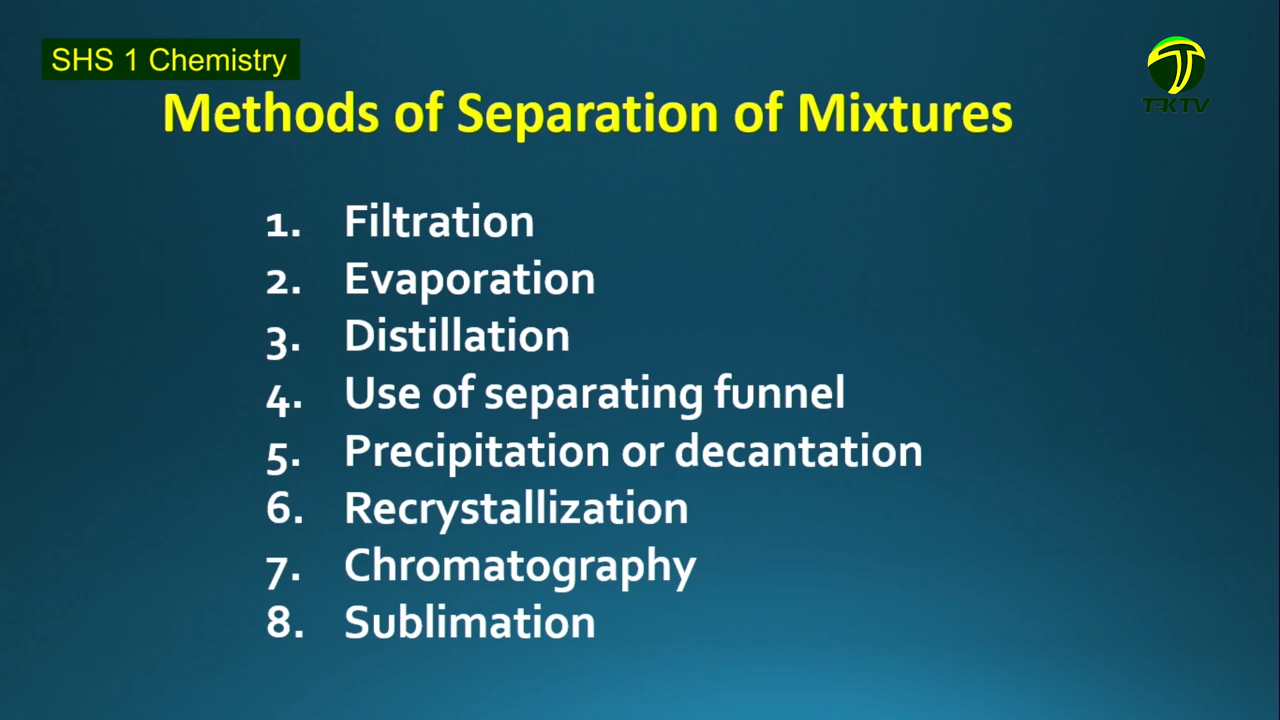 SHS 1 Chemistry
Methods of Separation of Mixtures
1. Filtration
2. Evaporation
3. Distillation
4. Use of separating funnel
5. Precipitation or decantation
6. Recrystallization
7. Chromatography
8. Sublimation